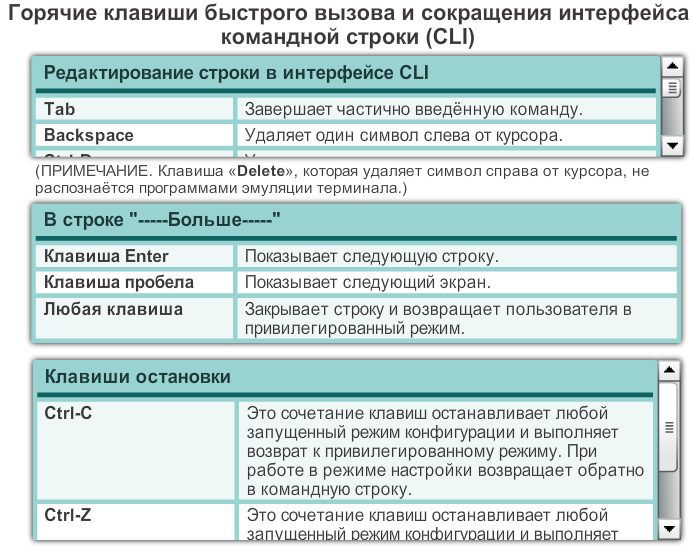 Горячие клавиши быстрого вызова и сокращения интерфейса
командной строки (CLI)
Редактирование строки в интерфейсе CLI
Tab Завершает частично введённую команду.
Backspace Удаляет один символ слева от курсора.
(ПРИМЕЧАНИЕ. Клавиша «Delete», которая удаляет символ справа от курсора, не
распознаётся программами эмуляции терминала.)
В строке "-----Больше-----"
Клавиша Enter Показывает следующую строку.
Клавиша пробела Показывает следующий экран.
Любая клавиша Закрывает строку и возвращает пользователя в
привилегированный режим.
Клавиши остановки
Ctrl-C Это сочетание клавиш останавливает любой
запущенный режим конфигурации и выполняет
возврат к привилегированному режиму. При
работе в режиме настройки возвращает обратно
в командную строку.
Ctrl-Z Это сочетание клавиш останавливает любой
запущенный режим конфигурации и выполняет